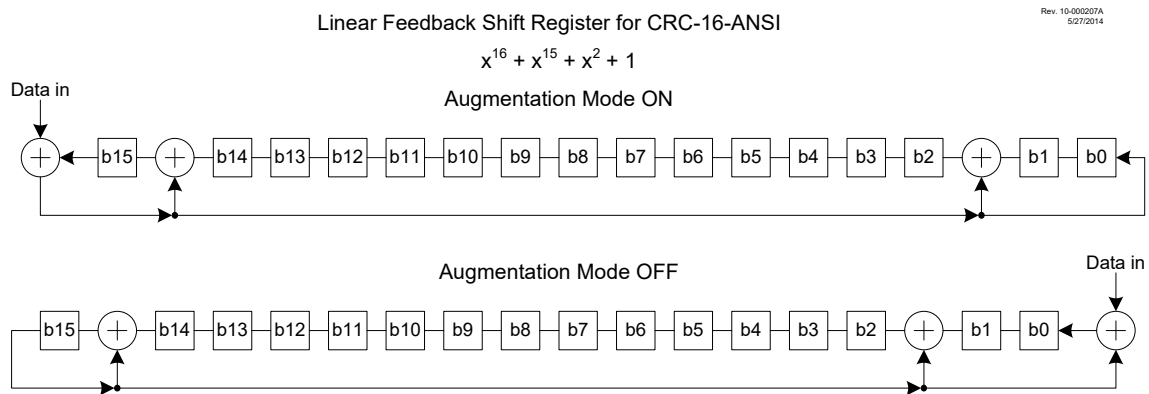 Linear Feedback Shift Register for CRC-16-ANSI
Rev. 10-000207A
5/27/2014
x^16 + x^15 + x^2 + 1
Augmentation Mode ON
Data in
b15 b14 b13 b12 b11 b10 b9 b8 b7 b6 b5 b4 b3 b2 b1 b0
Augmentation Mode OFF
Data in
b15 b14 b13 b12 b11 b10 b9 b8 b7 b6 b5 b4 b3 b2 b1 b0